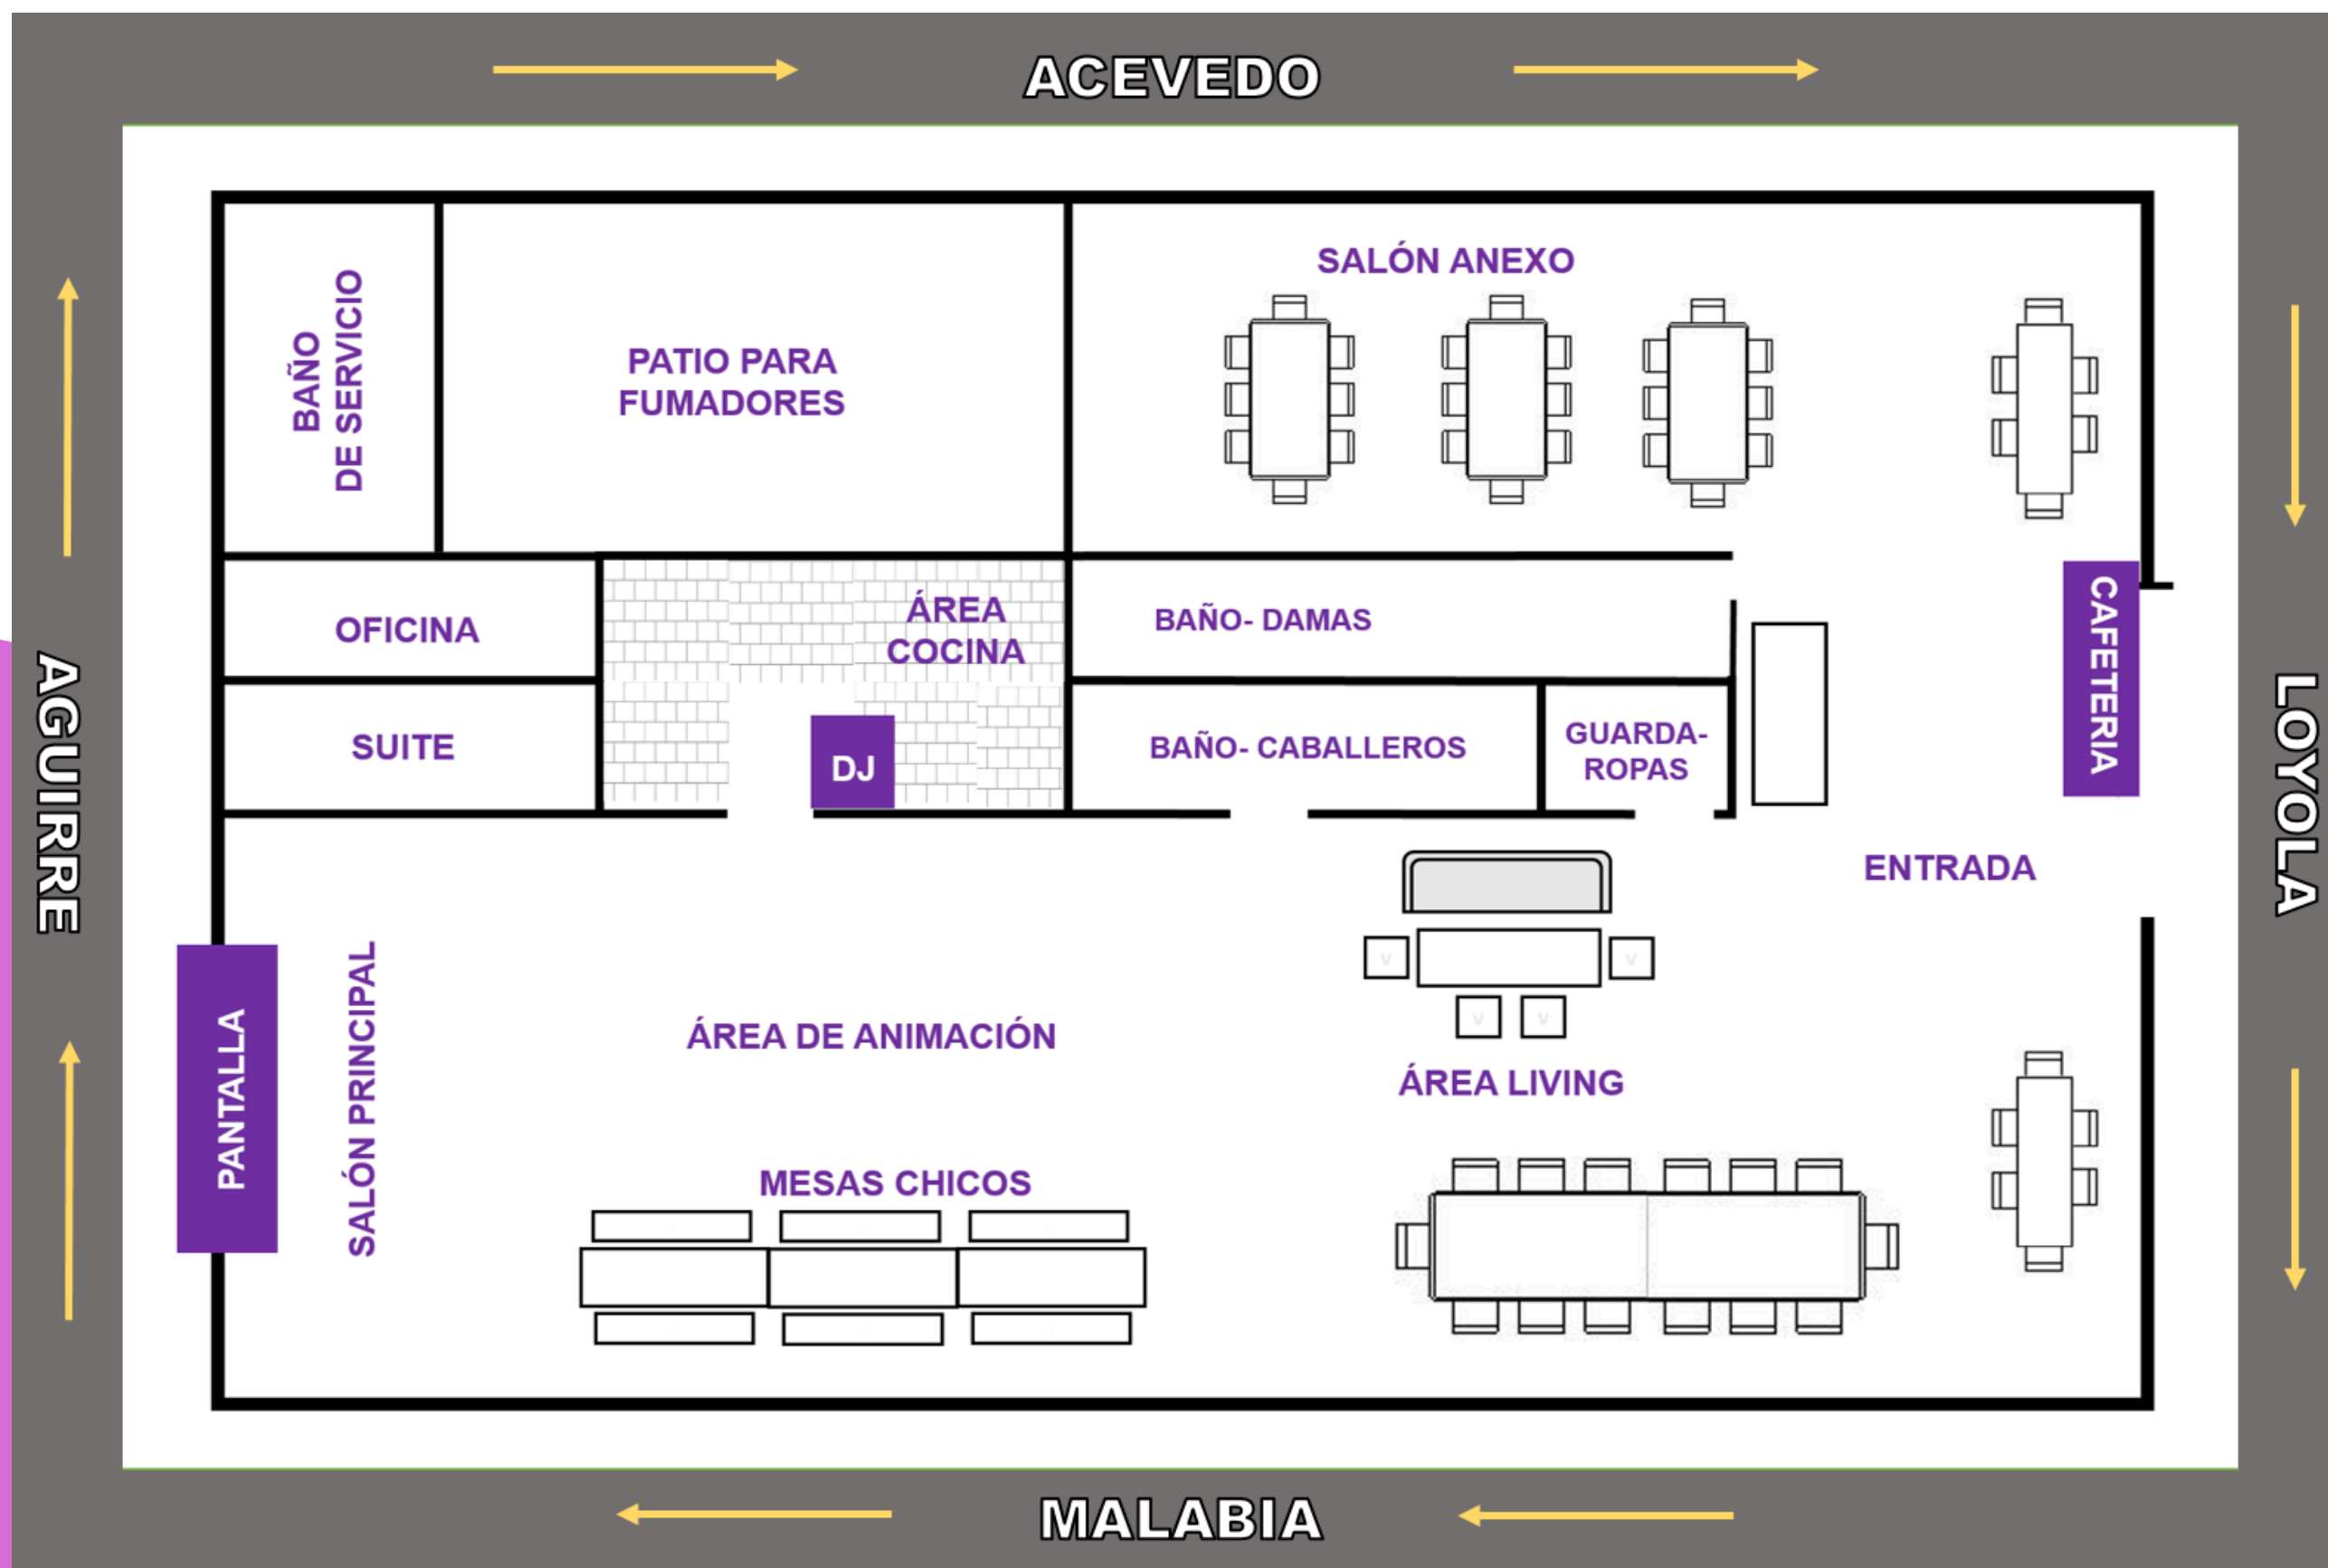 ACEVEDO
SALÓN ANEXO
BAÑO
DE SERVICIO
PATIO PARA
FUMADORES
OFICINA
ÁREA
COCINA
BAÑO- DAMAS
CAFETERIA
SUITE
DJ
BAÑO- CABALLEROS
GUARDA-
ROPAS
AGUIRRE
LOYOLA
ENTRADA
V
V
V
V
PANTALLA
SALÓN PRINCIPAL
ÁREA DE ANIMACIÓN
ÁREA LIVING
MESAS CHICOS
MALABIA